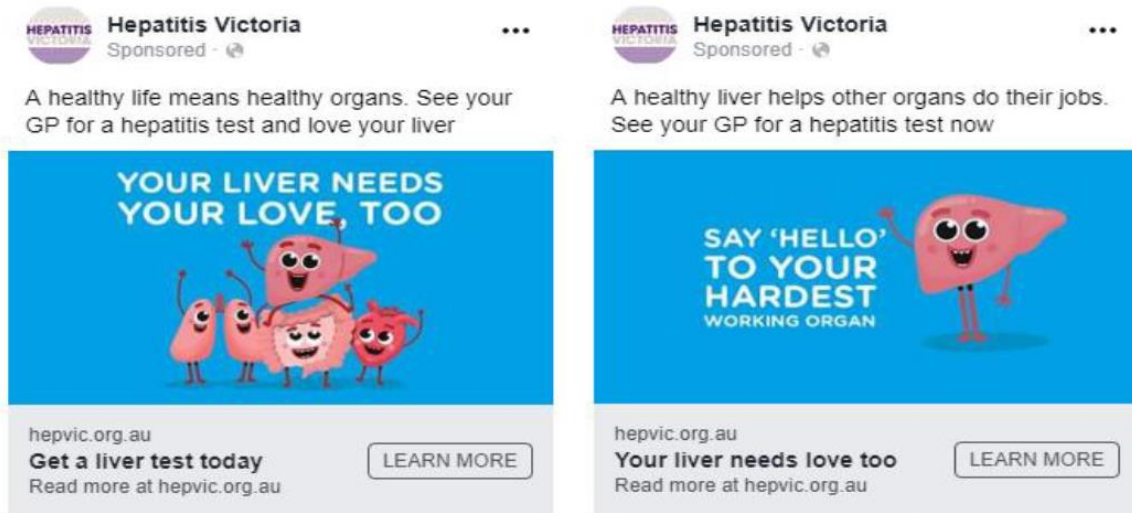 HEPATITIS
VICTORIA
Hepatitis Victoria
Sponsored ·
A healthy life means healthy organs. See your
GP for a hepatitis test and love your liver
YOUR LIVER NEEDS
YOUR LOVE, TOO
hepvic.org.au
Get a liver test today
Read more at hepvic.org.au
LEARN MORE
HEPATITIS
VICTORIA
Hepatitis Victoria
Sponsored ·
A healthy liver helps other organs do their jobs.
See your GP for a hepatitis test now
SAY ‘HELLO’
TO YOUR
HARDEST
WORKING ORGAN
hepvic.org.au
Your liver needs love too
Read more at hepvic.org.au
LEARN MORE